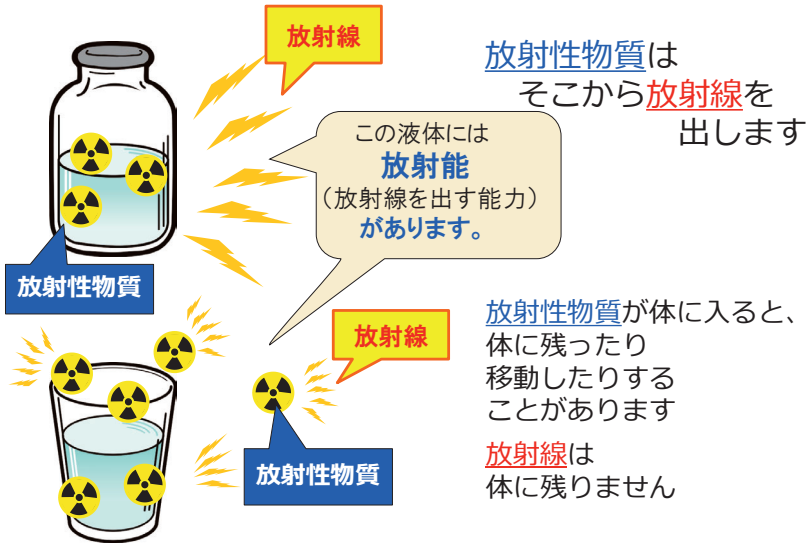 放射線
放射性物質は
そこから放射線を
出します
この液体には
放射能
（放射線を出す能力）
があります。
放射性物質
放射線
放射性物質
放射性物質が体に入ると、
体に残ったり
移動したりする
ことがあります
放射線は
体に残りません